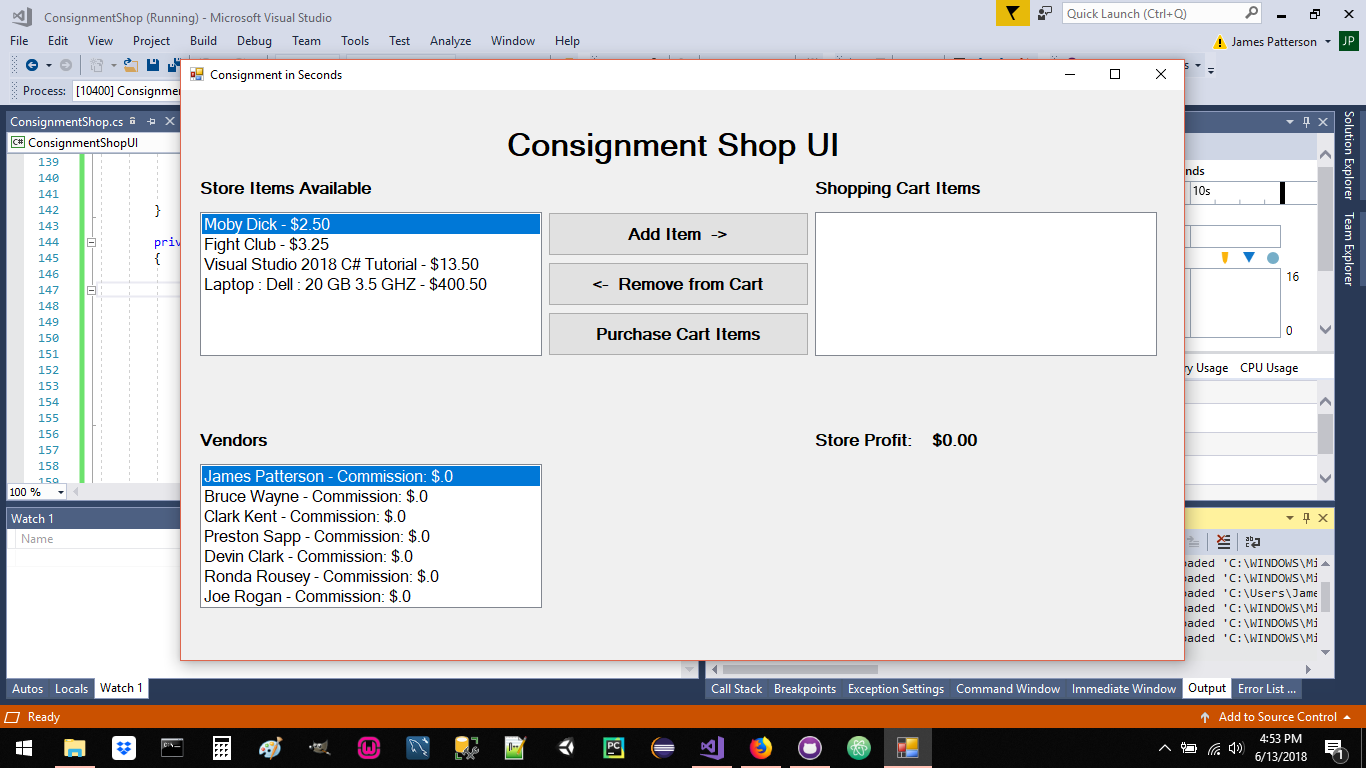 ConsignmentShop (Running) - Microsoft Visual Studio
Quick Launch (Ctrl+Q)
File Edit View Project Build Debug Team Tools Test Analyze Window Help
James Patterson
JP
Process: [10400] Consignmen
Consignment in Seconds
ConsignmentShop.cs
C# ConsignmentShopUI
139
140
141
142 }
143
144 priv
145 {
146
147
148
149
150
151
152
153
154
155
156
157
158
159
100 %
Consignment Shop UI
Store Items Available
Shopping Cart Items
Moby Dick - $2.50
Fight Club - $3.25
Visual Studio 2018 C# Tutorial - $13.50
Laptop : Dell : 20 GB 3.5 GHZ - $400.50
Add Item ->
<- Remove from Cart
Purchase Cart Items
Vendors
Store Profit: $0.00
James Patterson - Commission: $.0
Bruce Wayne - Commission: $.0
Clark Kent - Commission: $.0
Preston Sapp - Commission: $.0
Devin Clark - Commission: $.0
Ronda Rousey - Commission: $.0
Joe Rogan - Commission: $.0
nds
10s
16
0
ry Usage CPU Usage
Solution Explorer
Team Explorer
Watch 1
Name
oaded 'C:\WINDOWS\Mi
oaded 'C:\WINDOWS\Mi
oaded 'C:\Users\Jame
oaded 'C:\WINDOWS\Mi
oaded 'C:\WINDOWS\Mi
oaded 'C:\WINDOWS\Mi
Autos Locals Watch 1
Call Stack Breakpoints Exception Settings Command Window Immediate Window Output Error List ...
Ready
Add to Source Control
PC
4:53 PM
6/13/2018
1